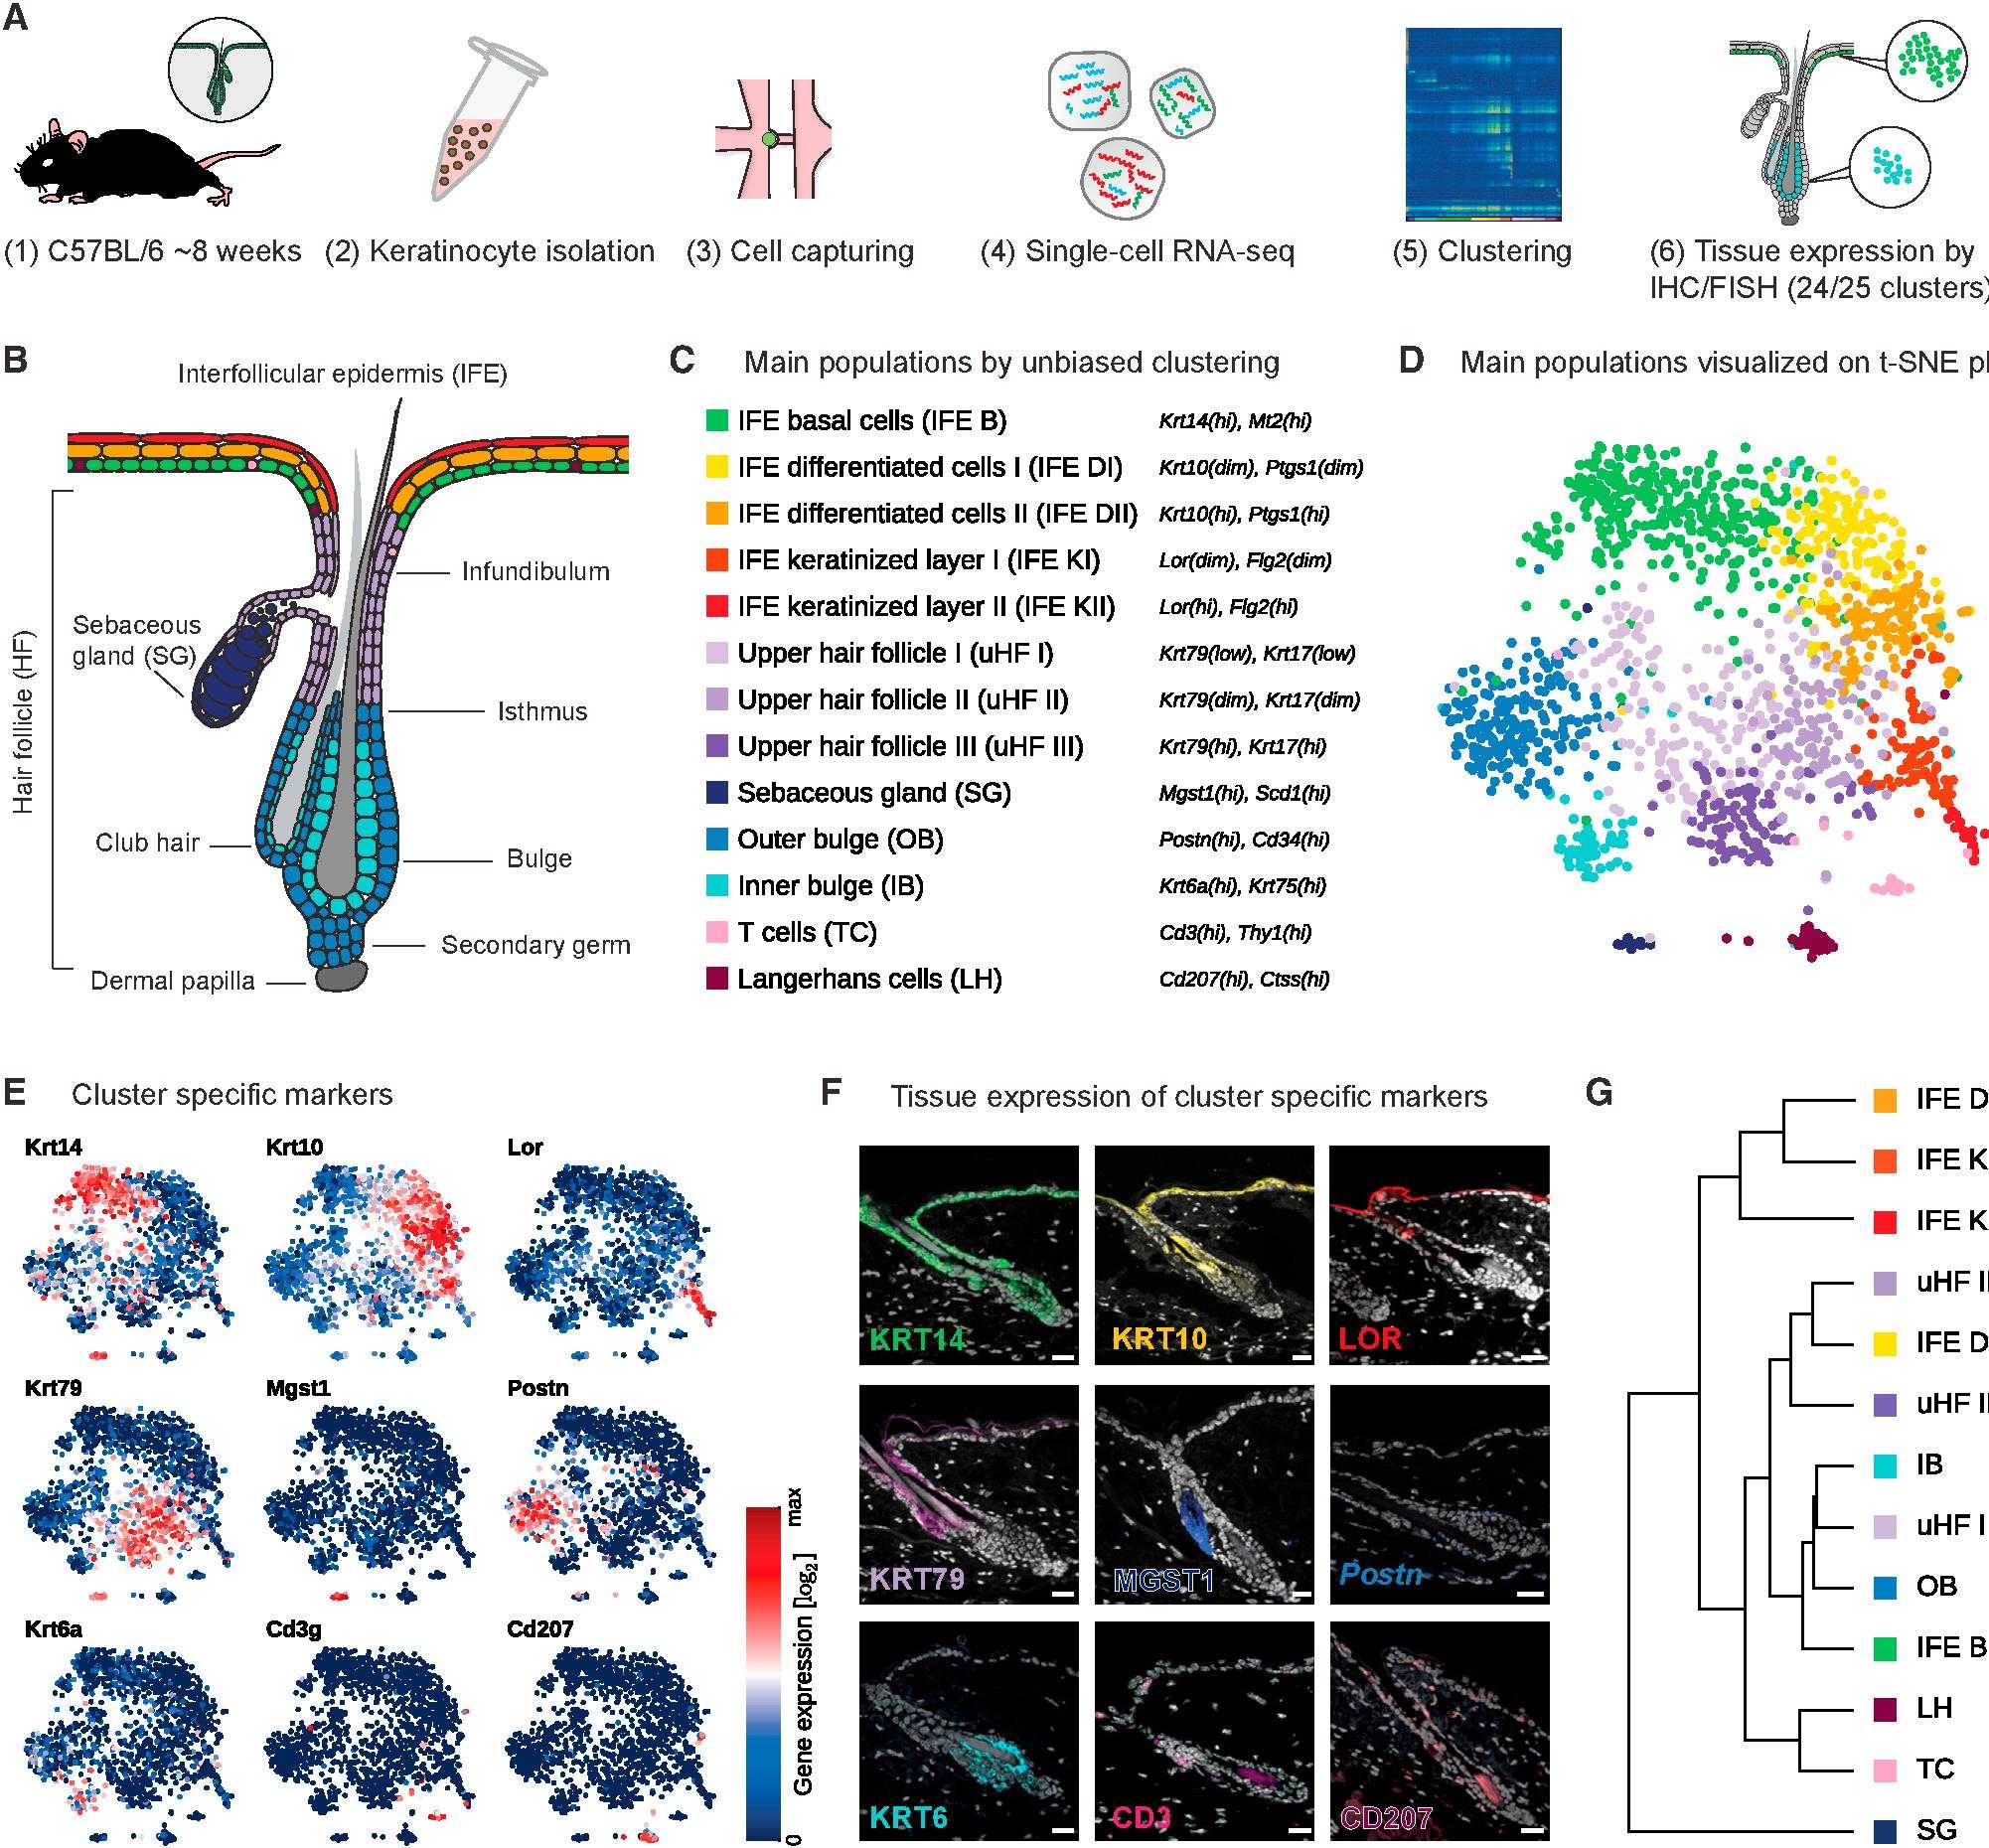 A
(1) C57BL/6 ~8 weeks
(2) Keratinocyte isolation
(3) Cell capturing
(4) Single-cell RNA-seq
(5) Clustering
(6) Tissue expression by
IHC/FISH (24/25 clusters)
B
Interfollicular epidermis (IFE)
Hair follicle (HF)
Infundibulum
Sebaceous
gland (SG)
Isthmus
Club hair
Bulge
Secondary germ
Dermal papilla
C Main populations by unbiased clustering
IFE basal cells (IFE B) Krt14(hi), Mt2(hi)
IFE differentiated cells I (IFE DI) Krt10(dim), Ptgs1(dim)
IFE differentiated cells II (IFE DII) Krt10(hi), Ptgs1(hi)
IFE keratinized layer I (IFE KI) Lor(dim), Flg2(dim)
IFE keratinized layer II (IFE KII) Lor(hi), Flg2(hi)
Upper hair follicle I (uHF I) Krt79(low), Krt17(low)
Upper hair follicle II (uHF II) Krt79(dim), Krt17(dim)
Upper hair follicle III (uHF III) Krt79(hi), Krt17(hi)
Sebaceous gland (SG) Mgst1(hi), Scd1(hi)
Outer bulge (OB) Postn(hi), Cd34(hi)
Inner bulge (IB) Krt6a(hi), Krt75(hi)
T cells (TC) Cd3(hi), Thy1(hi)
Langerhans cells (LH) Cd207(hi), Ctss(hi)
D Main populations visualized on t-SNE pl
E Cluster specific markers
Krt14 Krt10 Lor
Krt79 Mgst1 Postn
Krt6a Cd3g Cd207
max
Gene expression [log2]
0
F Tissue expression of cluster specific markers
KRT14 KRT10 LOR
KRT79 MGST1 Postn
KRT6 CD3 CD207
G
IFE D
IFE K
IFE K
uHF II
IFE D
uHF II
IB
uHF I
OB
IFE B
LH
TC
SG